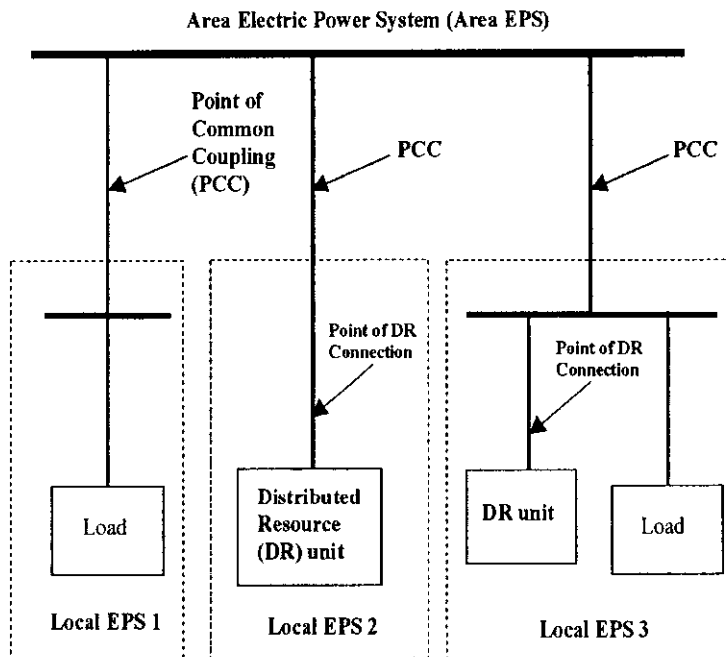 Area Electric Power System (Area EPS)
Point of
Common
Coupling
(PCC)
PCC
PCC
Point of DR
Connection
Point of DR
Connection
Load
Distributed
Resource
(DR) unit
DR unit
Load
Local EPS 1
Local EPS 2
Local EPS 3